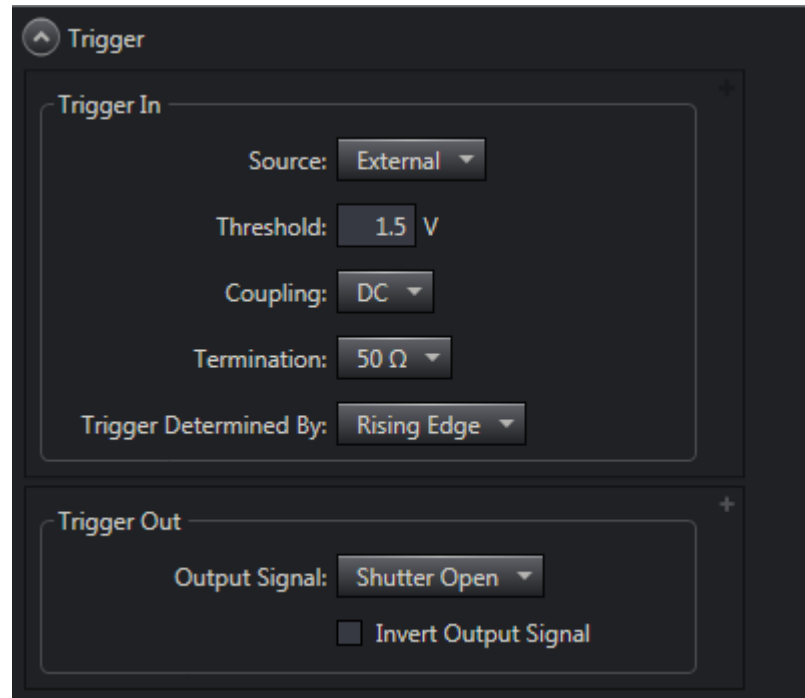 Trigger
Trigger In
Source: External
Threshold: 1.5 V
Coupling: DC
Termination: 50 Ω
Trigger Determined By: Rising Edge
Trigger Out
Output Signal: Shutter Open
Invert Output Signal